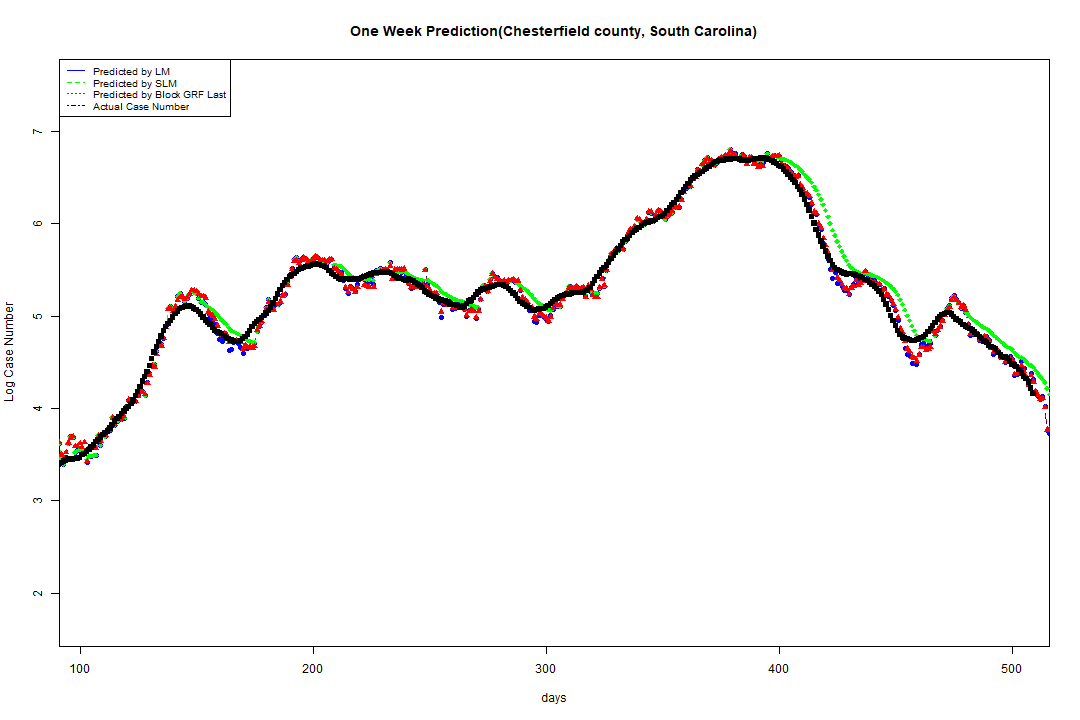 One Week Prediction(Chesterfield county, South Carolina)
Predicted by LM
Predicted by SLM
Predicted by Block GRF Last
Actual Case Number
7
6
5
4
3
2
Log Case Number
100 200 300 400 500
days